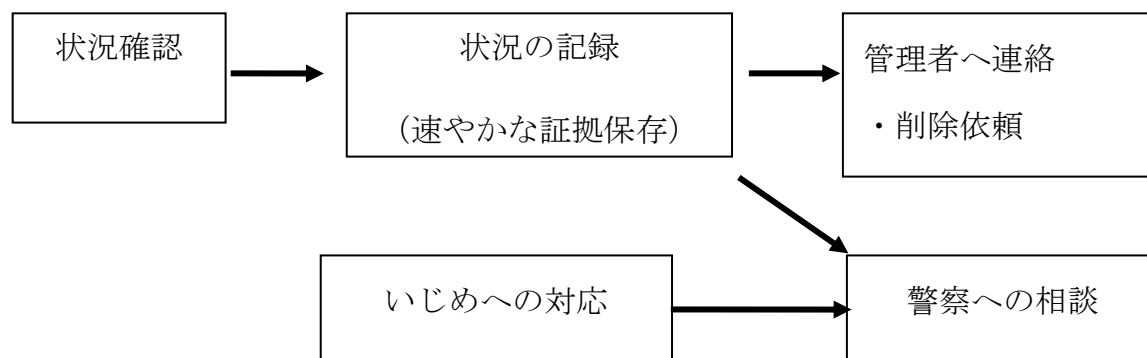 状況確認
状況の記録
（速やかな証拠保存）
管理者へ連絡
・削除依頼
いじめへの対応
警察への相談